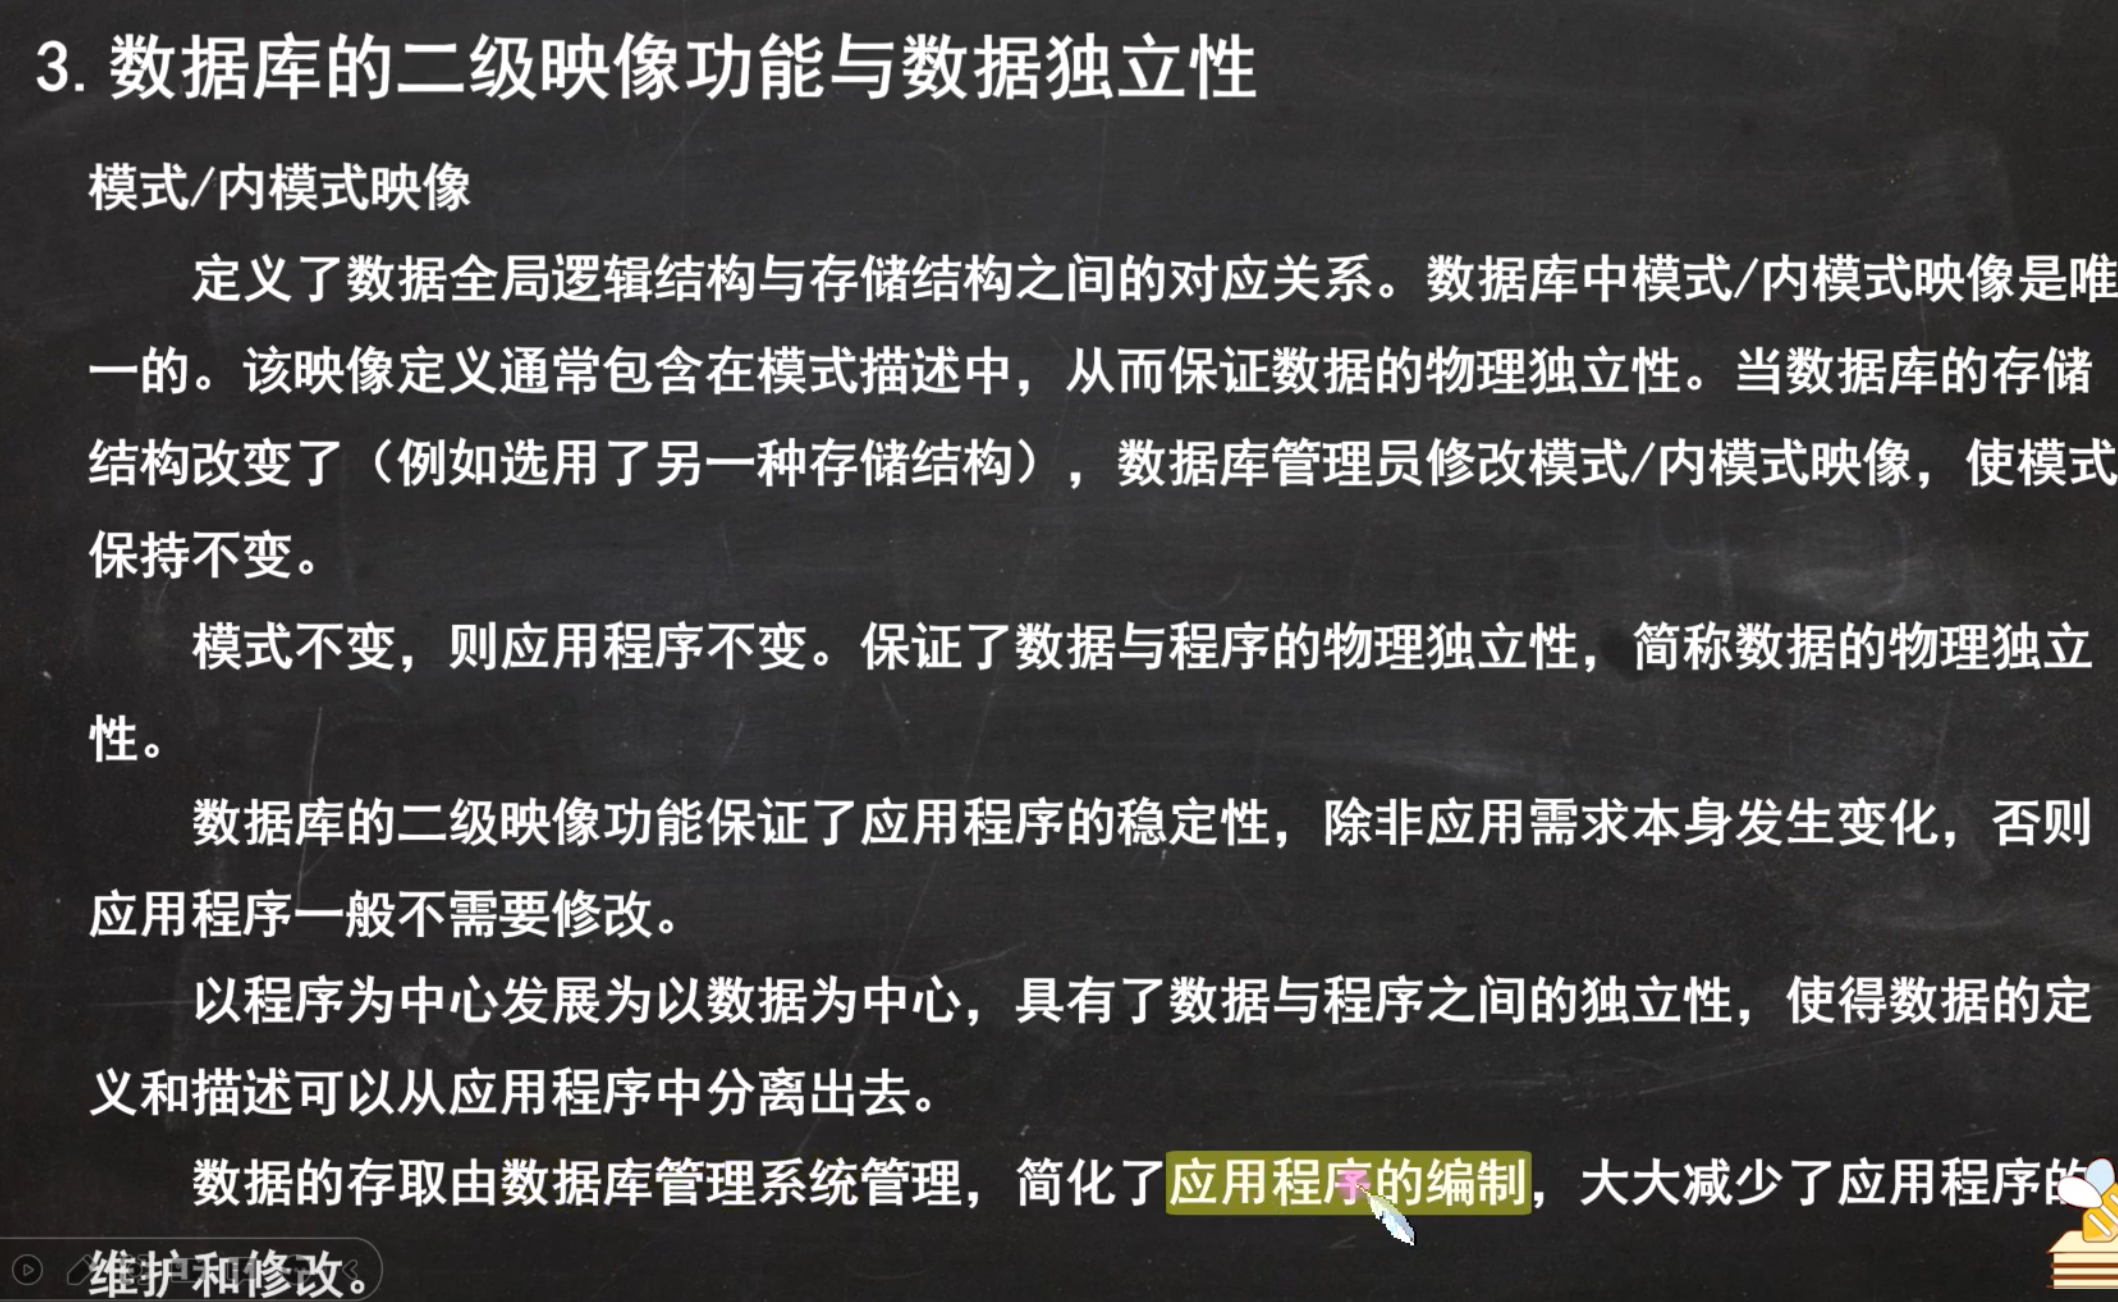 3. 数据库的二级映像功能与数据独立性
模式/内模式映像
定义了数据全局逻辑结构与存储结构之间的对应关系。数据库中模式/内模式映像是唯
一的。该映像定义通常包含在模式描述中，从而保证数据的物理独立性。当数据库的存储
结构改变了（例如选用了另一种存储结构），数据库管理员修改模式/内模式映像，使模式
保持不变。
模式不变，则应用程序不变。保证了数据与程序的物理独立性，简称数据的物理独立
性。
数据库的二级映像功能保证了应用程序的稳定性，除非应用需求本身发生变化，否则
应用程序一般不需要修改。
以程序为中心发展为以数据为中心，具有了数据与程序之间的独立性，使得数据的定
义和描述可以从应用程序中分离出去。
数据的存取由数据库管理系统管理，简化了应用程序的编制，大大减少了应用程序的
维护和修改。